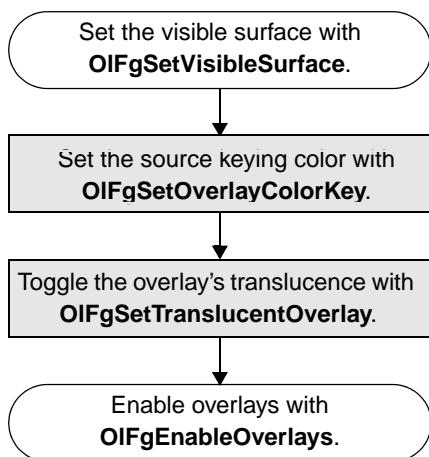 Set the visible surface with
OlFgSetVisibleSurface.
Set the source keying color with
OlFgSetOverlayColorKey.
Toggle the overlay's translucence with
OlFgSetTranslucentOverlay.
Enable overlays with
OlFgEnableOverlays.